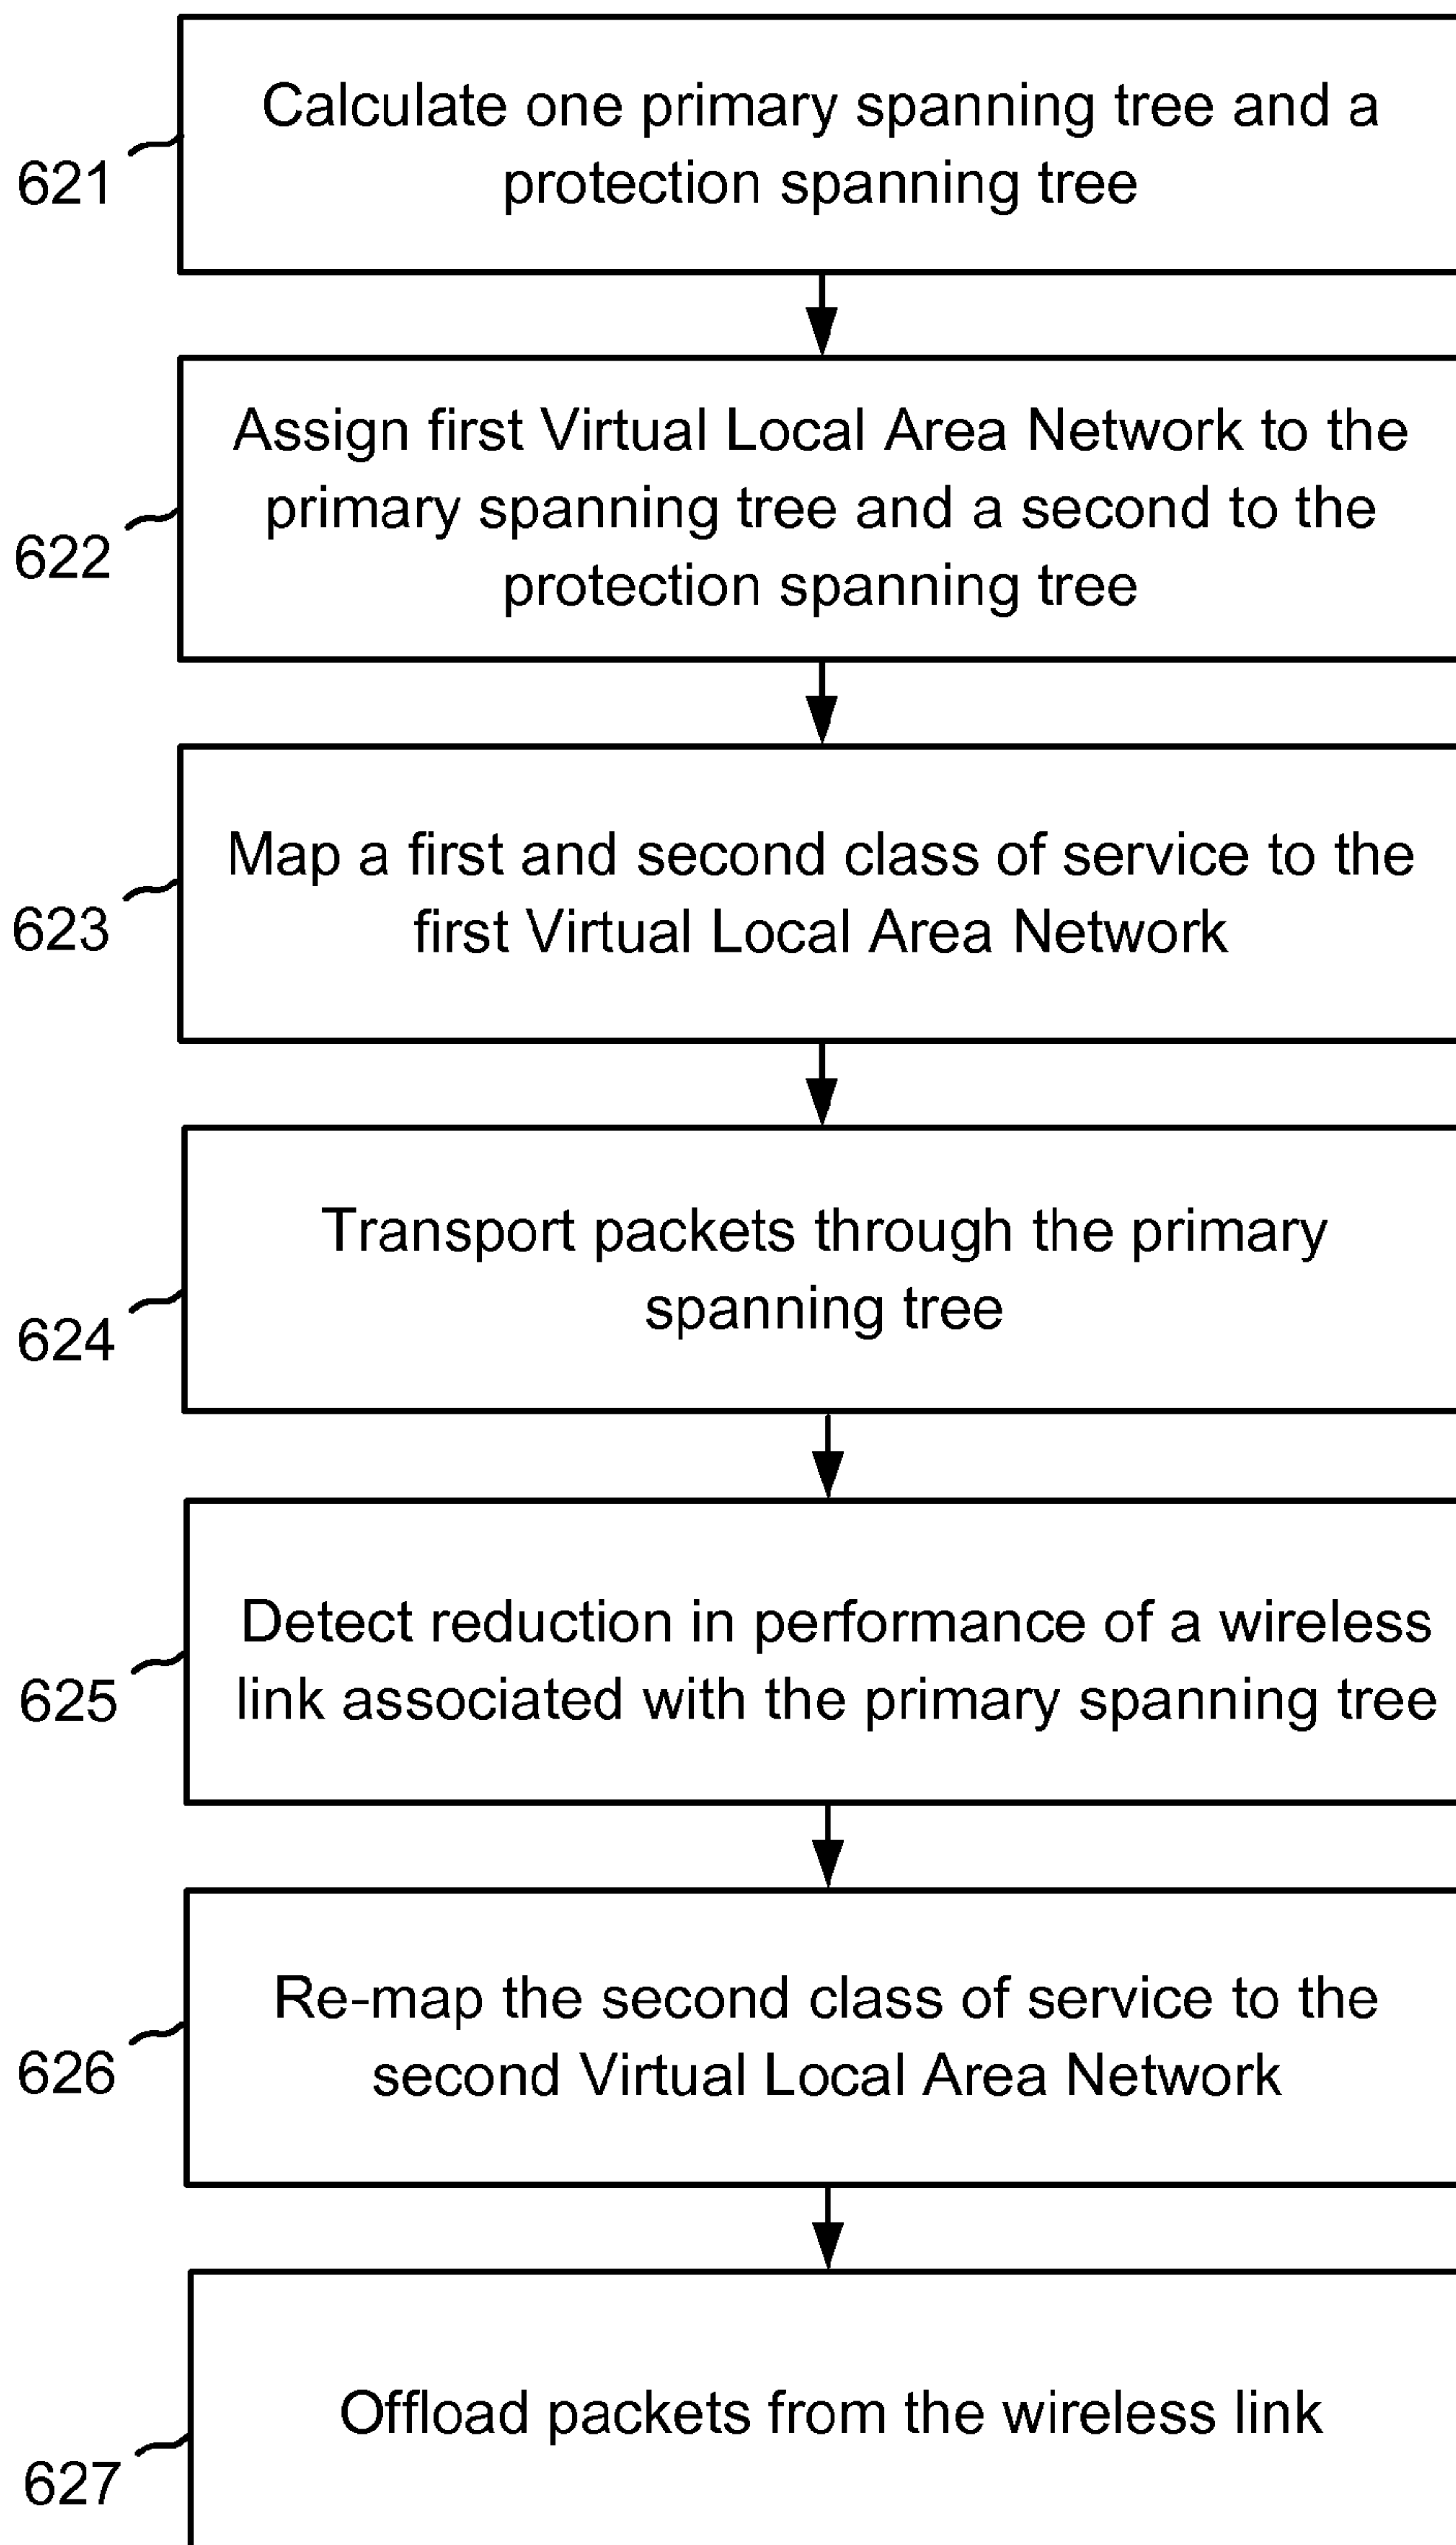 Calculate one primary spanning tree and a
protection spanning tree
621
Assign first Virtual Local Area Network to the
primary spanning tree and a second to the
protection spanning tree
622
Map a first and second class of service to the
first Virtual Local Area Network
623
Transport packets through the primary
spanning tree
624
Detect reduction in performance of a wireless
link associated with the primary spanning tree
625
Re-map the second class of service to the
second Virtual Local Area Network
626
Offload packets from the wireless link
627